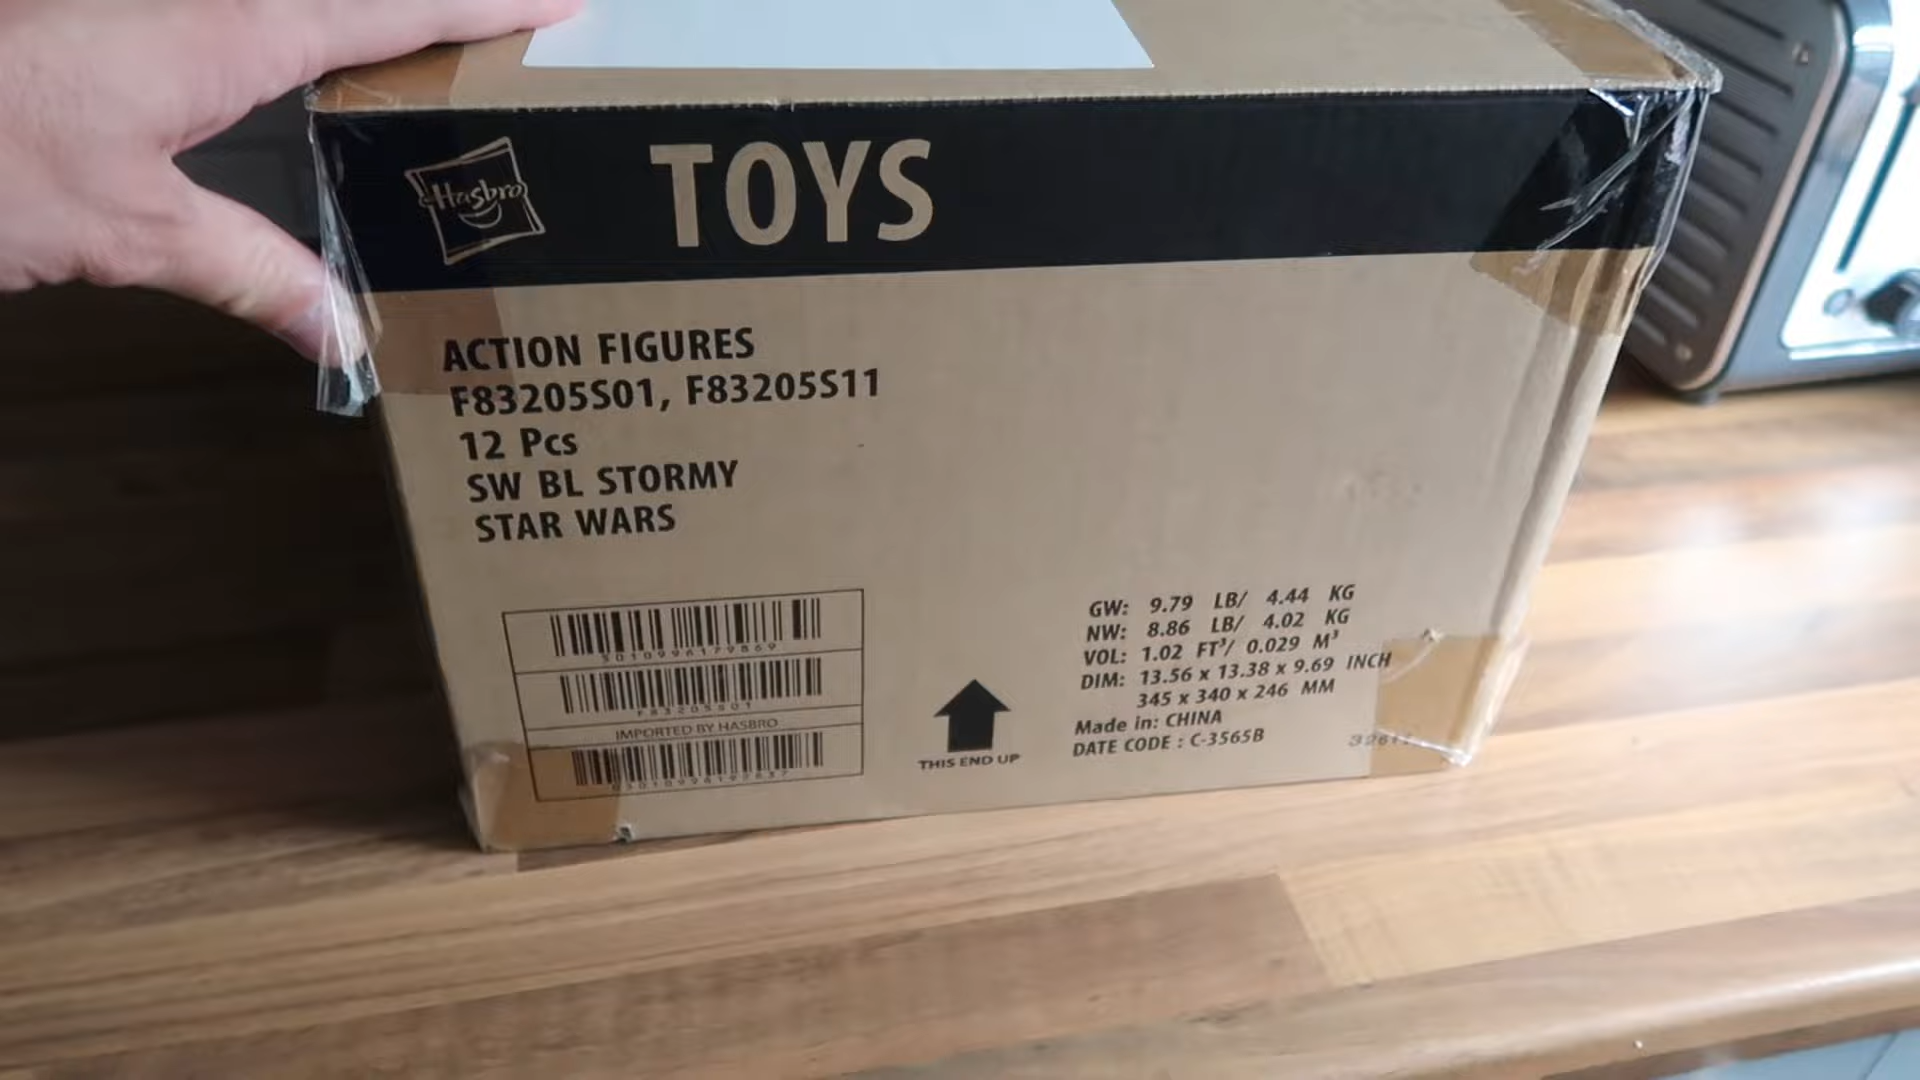 Hasbro
TOYS
ACTION FIGURES
F83205S01, F83205S11
12 Pcs
SW BL STORMY
STAR WARS
5010996179869
F83205S01
IMPORTED BY HASBRO
GW: 9.79 LB/ 4.44 KG
NW: 8.86 LB/ 4.02 KG
VOL: 1.02 FT³/ 0.029 M³
DIM: 13.56 x 13.38 x 9.69 INCH
345 x 340 x 246 MM
Made in: CHINA
DATE CODE : C-3565B
THIS END UP